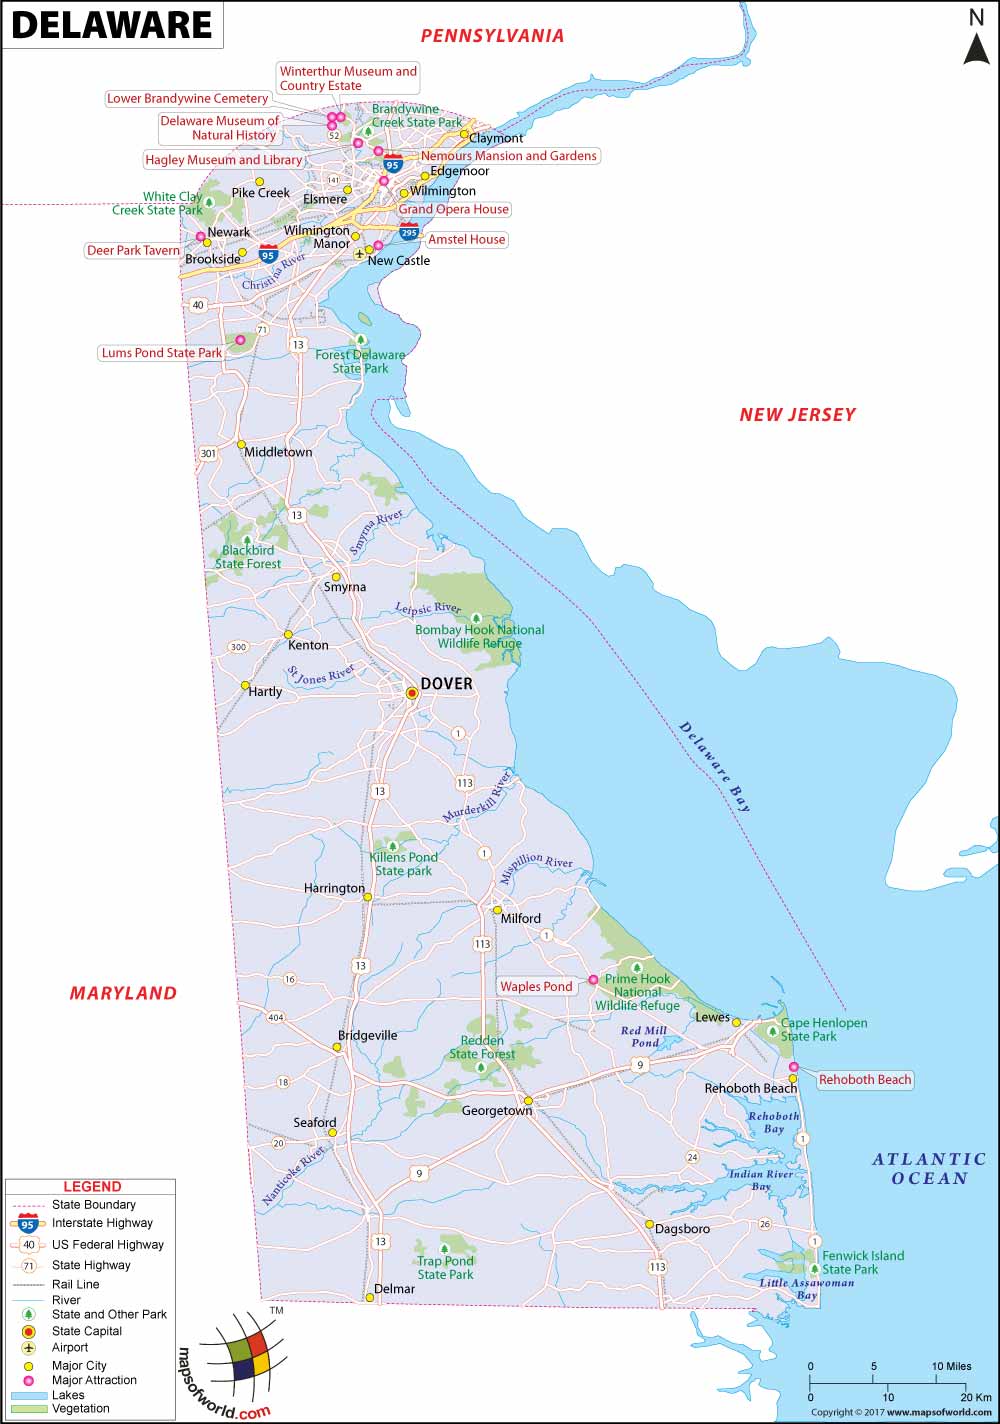 DELAWARE
PENNSYLVANIA
N
Winterthur Museum and
Country Estate
Lower Brandywine Cemetery
Brandywine
Creek State Park
Delaware Museum of
Natural History
52
Claymont
Hagley Museum and Library
Nemours Mansion and Gardens
95
Edgemoor
141
Pike Creek
Elsmere
Wilmington
White Clay
Creek State Park
Grand Opera House
Newark
Wilmington
Manor
295
Amstel House
Deer Park Tavern
Brookside
95
New Castle
Christina River
40
71
13
Lums Pond State Park
Forest Delaware
State Park
NEW JERSEY
301
Middletown
13
Smyrna River
Blackbird
State Forest
Smyrna
Leipsic River
Bombay Hook National
Wildlife Refuge
300
Kenton
St Jones River
Hartly
DOVER
1
Delaware Bay
113
13
Murderkill River
Killens Pond
State park
1
Mispillion River
Harrington
Milford
113
1
13
16
Waples Pond
Prime Hook
National
Wildlife Refuge
MARYLAND
404
Lewes
Cape Henlopen
State Park
Bridgeville
Redden
State Forest
Red Mill
Pond
9
18
Rehoboth Beach
Rehoboth Beach
Georgetown
Seaford
Rehoboth
Bay
20
1
Nanticoke River
9
24
Indian River
Bay
ATLANTIC
OCEAN
26
Dagsboro
13
1
Trap Pond
State Park
113
Fenwick Island
State Park
Little Assawoman
Bay
Delmar
LEGEND
State Boundary
95
Interstate Highway
40
US Federal Highway
71
State Highway
Rail Line
River
State and Other Park
State Capital
Airport
Major City
Major Attraction
Lakes
Vegetation
TM
mapsofworld.com
0 5 10 Miles
0 10 20 Km
Copyright © 2017 www.mapsofworld.com